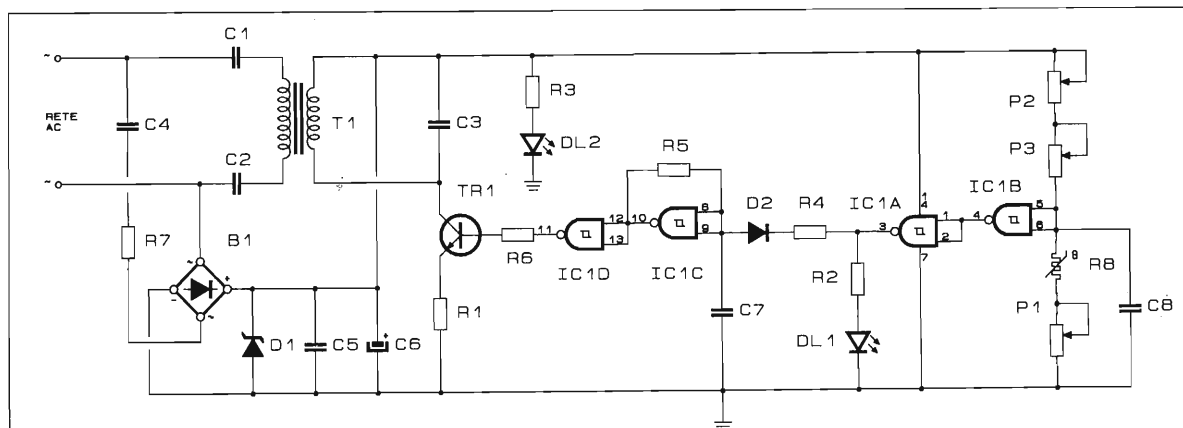 C1
~
RETE
AC
C4
T1
C3
R3
DL2
P2
P3
~
C2
TR1
R5
D2
R4
IC1A
IC1B
1
4
12
13
11
10
8
9
3
1
2
4
5
6
7
R7
B1
~
-
+
~
R6
IC1D
IC1C
R2
θ
R8
R1
C7
DL1
P1
C8
D1
C5
+
C6